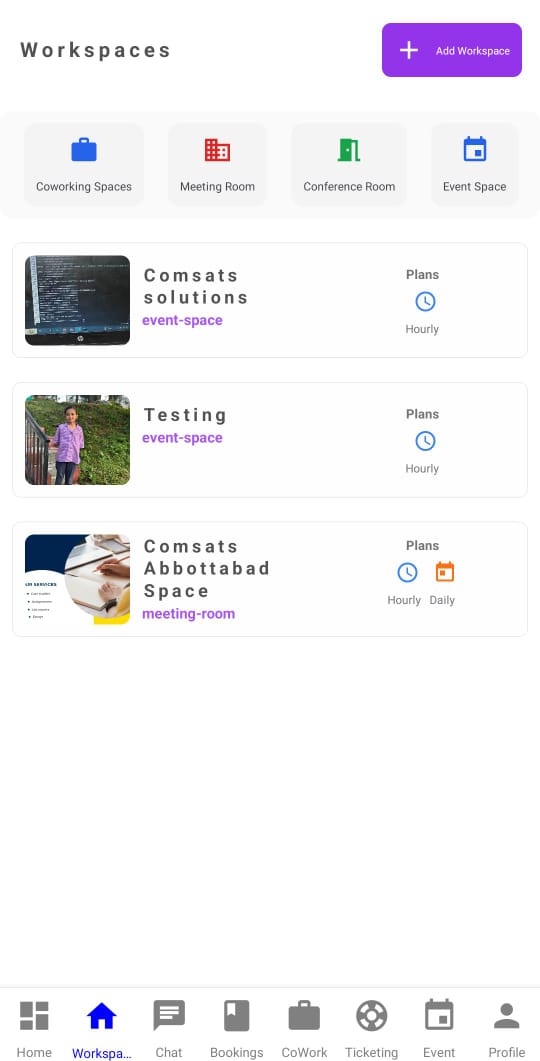 Workspaces
Add Workspace
Coworking Spaces
Meeting Room
Conference Room
Event Space
Comsats
solutions
event-space
Plans
Hourly
Testing
event-space
Plans
Hourly
Comsats
Abbottabad
Space
meeting-room
Plans
Hourly Daily
UR SERVICES
Home
Workspa...
Chat
Bookings
CoWork
Ticketing
Event
Profile